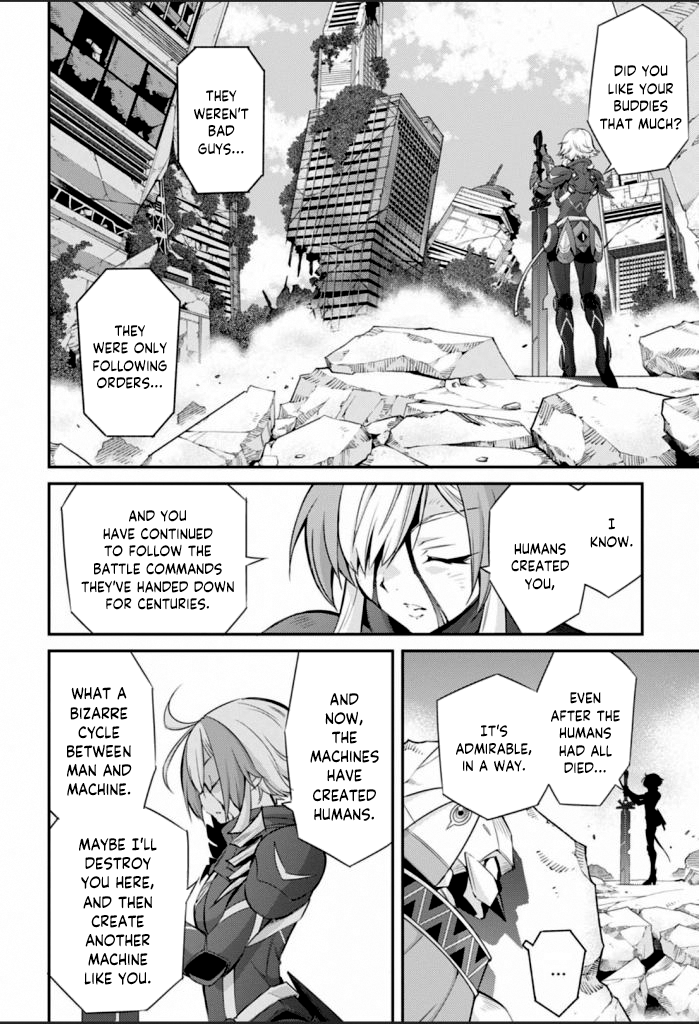 DID YOU
LIKE YOUR
BUDDIES
THAT MUCH?
THEY
WEREN'T
BAD
GUYS...
THEY
WERE ONLY
FOLLOWING
ORDERS...
I
KNOW.
HUMANS
CREATED
YOU,
AND YOU
HAVE CONTINUED
TO FOLLOW THE
BATTLE COMMANDS
THEY'VE HANDED DOWN
FOR CENTURIES.
EVEN
AFTER THE
HUMANS
HAD ALL
DIED...
IT'S
ADMIRABLE,
IN A WAY.
...
AND
NOW,
THE
MACHINES
HAVE
CREATED
HUMANS.
WHAT A
BIZARRE
CYCLE
BETWEEN
MAN AND
MACHINE.
MAYBE I'LL
DESTROY
YOU HERE,
AND THEN
CREATE
ANOTHER
MACHINE
LIKE YOU.